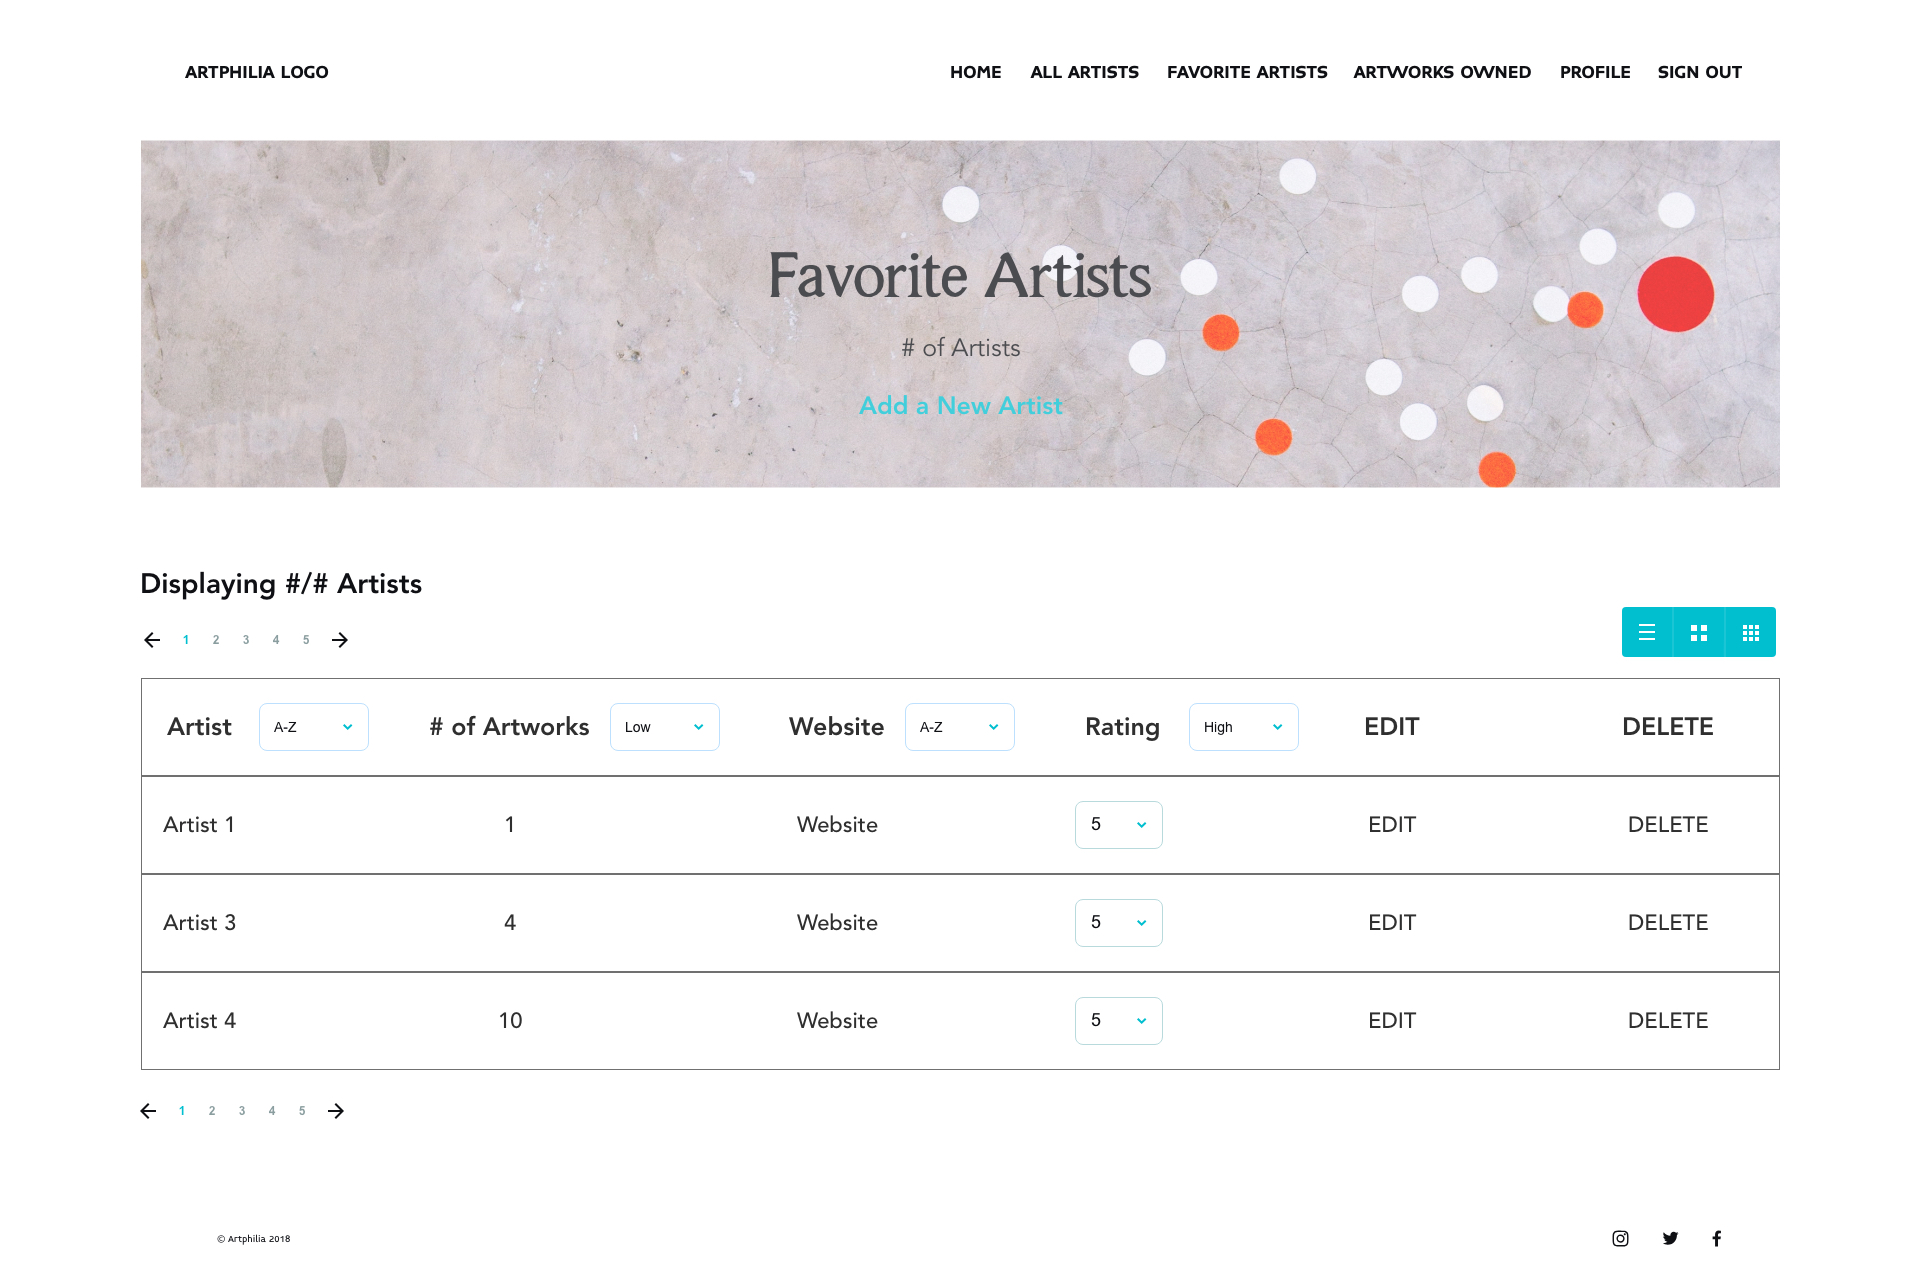 ARTPHILIA LOGO
HOME ALL ARTISTS FAVORITE ARTISTS ARTWORKS OWNED PROFILE SIGN OUT
Favorite Artists
# of Artists
Add a New Artist
Displaying #/# Artists
1 2 3 4 5
Artist A-Z # of Artworks Low Website A-Z Rating High EDIT DELETE
Artist 1 1 Website 5 EDIT DELETE
Artist 3 4 Website 5 EDIT DELETE
Artist 4 10 Website 5 EDIT DELETE
1 2 3 4 5
© Artphilia 2018